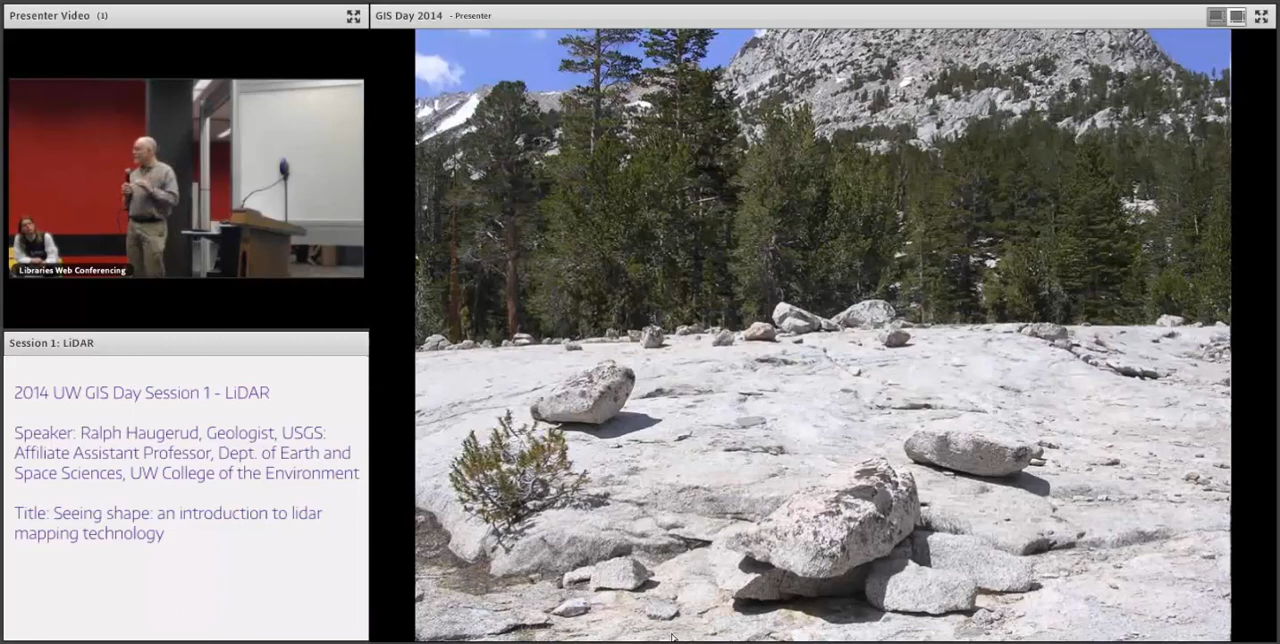 Presenter Video (1)
GIS Day 2014 - Presenter
Libraries Web Conferencing
Session 1: LiDAR
2014 UW GIS Day Session 1 - LiDAR
Speaker: Ralph Haugerud, Geologist, USGS:
Affiliate Assistant Professor, Dept. of Earth and
Space Sciences, UW College of the Environment
Title: Seeing shape: an introduction to lidar
mapping technology